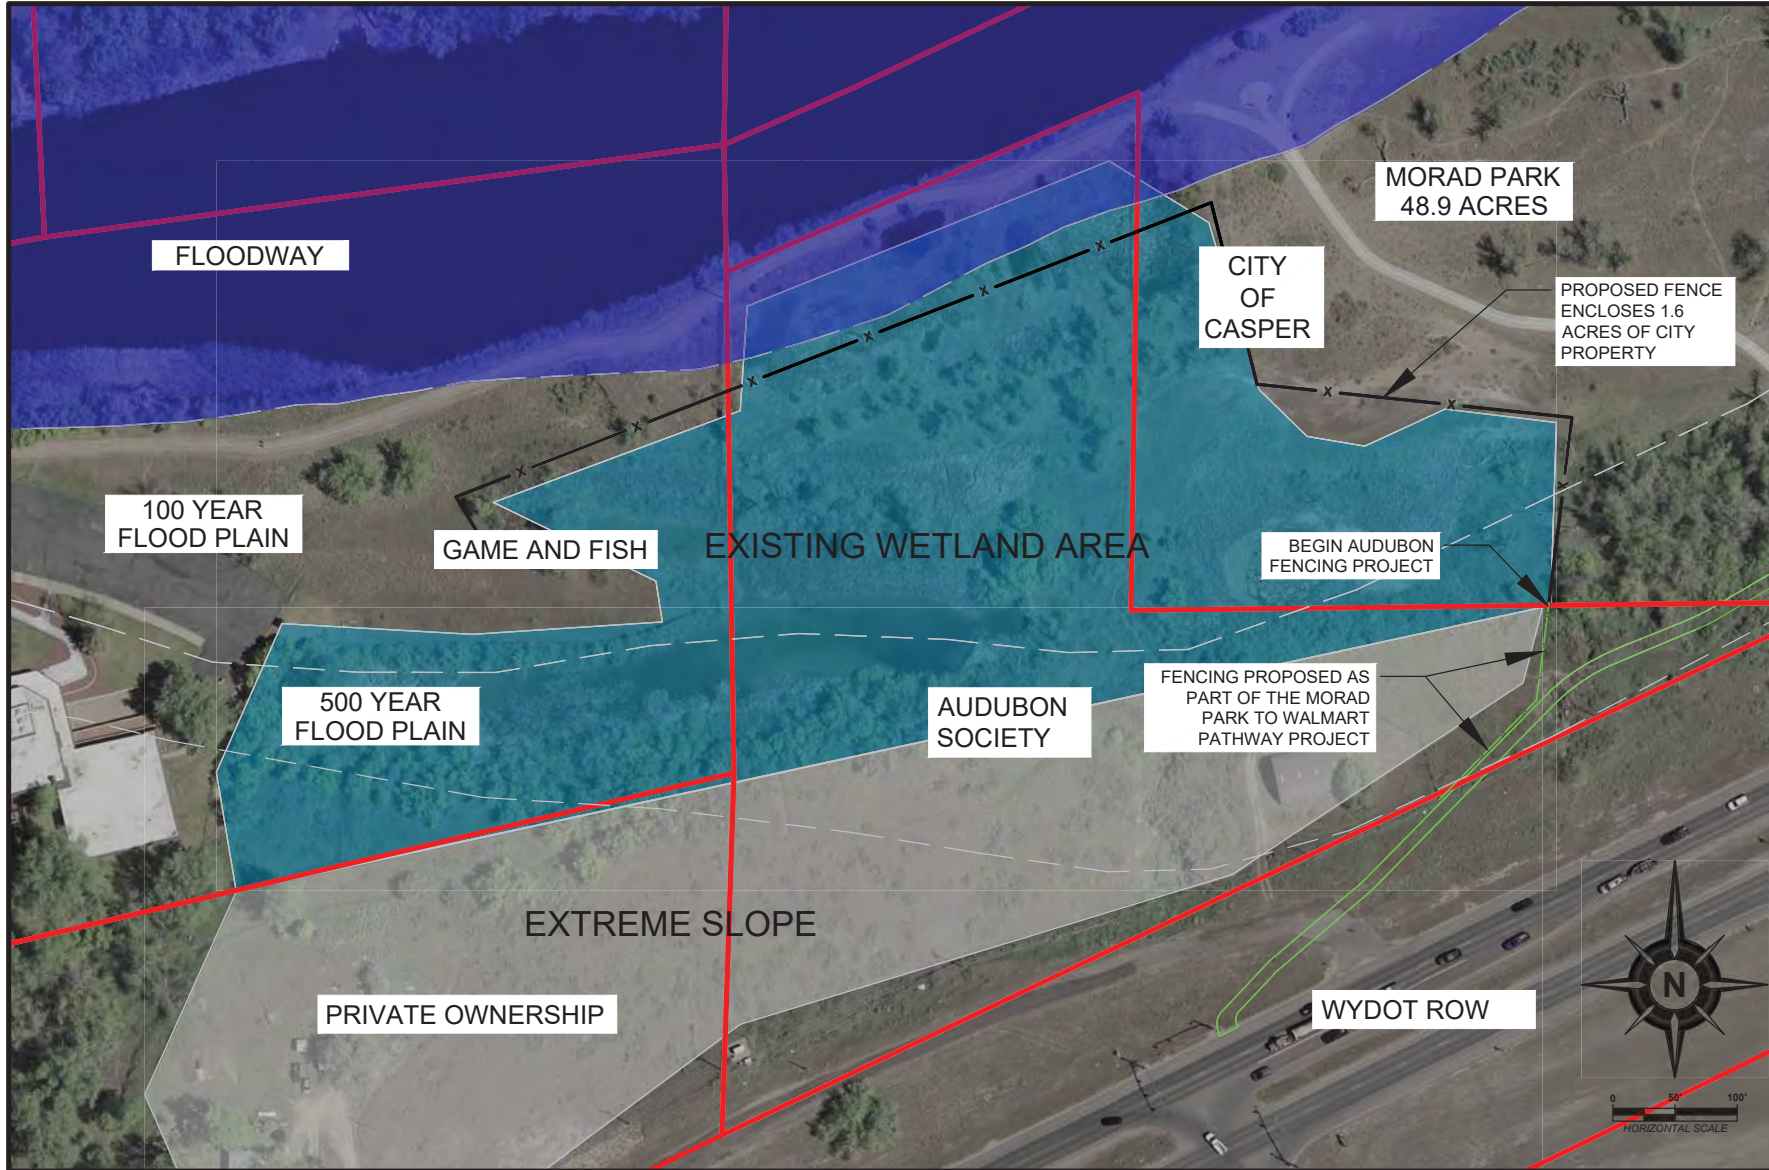 MORAD PARK
48.9 ACRES
FLOODWAY
CITY
OF
CASPER
PROPOSED FENCE
ENCLOSES 1.6
ACRES OF CITY
PROPERTY
100 YEAR
FLOOD PLAIN
GAME AND FISH
EXISTING WETLAND AREA
BEGIN AUDUBON
FENCING PROJECT
500 YEAR
FLOOD PLAIN
AUDUBON
SOCIETY
FENCING PROPOSED AS
PART OF THE MORAD
PARK TO WALMART
PATHWAY PROJECT
EXTREME SLOPE
PRIVATE OWNERSHIP
WYDOT ROW
N
0 50' 100'
HORIZONTAL SCALE